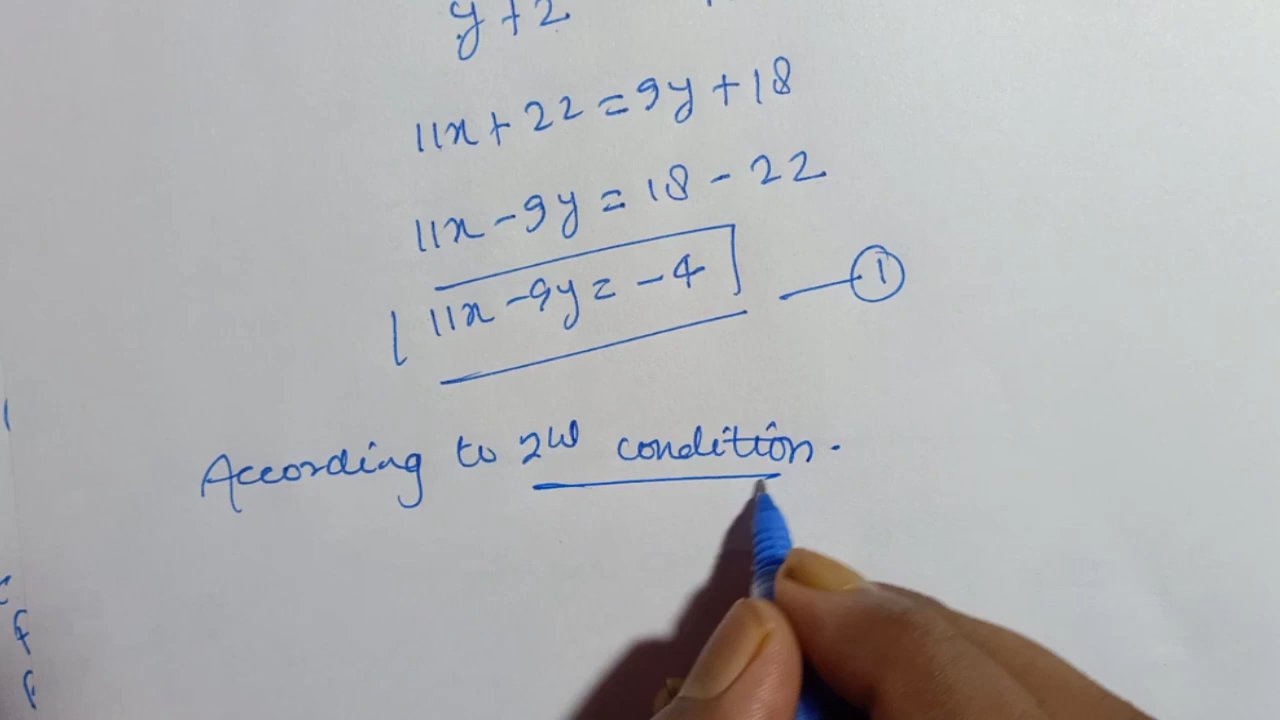 y+2
11x+22=9y+18
11x-9y=18-22
11x-9y=-4 ①
According to 2nd condition.